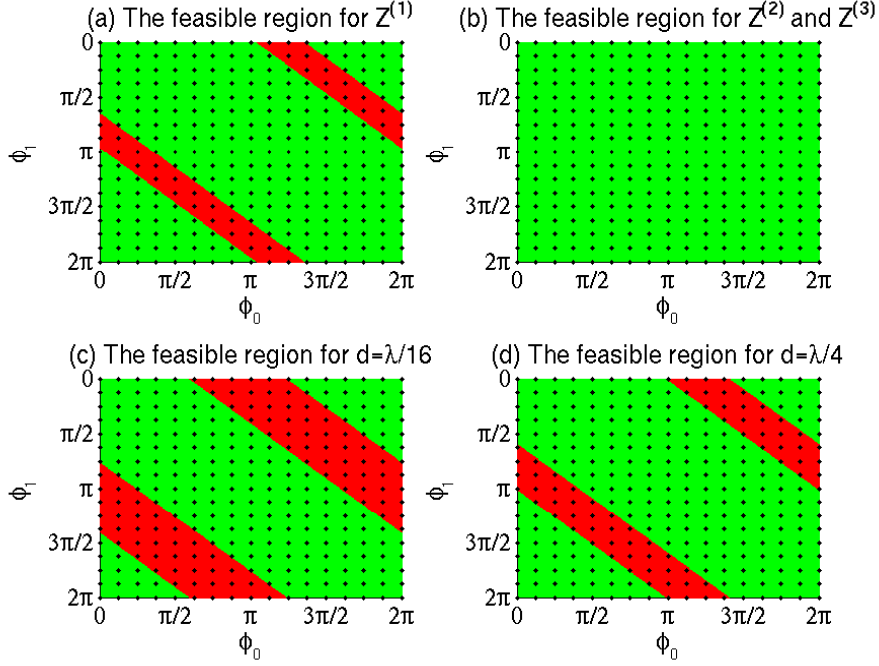 (a) The feasible region for Z⁽¹⁾
(b) The feasible region for Z⁽²⁾ and Z⁽³⁾
0
π/2
π
3π/2
2π
ϕ₁
0
π/2
π
3π/2
2π
ϕ₀
0
π/2
π
3π/2
2π
ϕ₁
0
π/2
π
3π/2
2π
ϕ₀
(c) The feasible region for d=λ/16
(d) The feasible region for d=λ/4
0
π/2
π
3π/2
2π
ϕ₁
0
π/2
π
3π/2
2π
ϕ₀
0
π/2
π
3π/2
2π
ϕ₁
0
π/2
π
3π/2
2π
ϕ₀